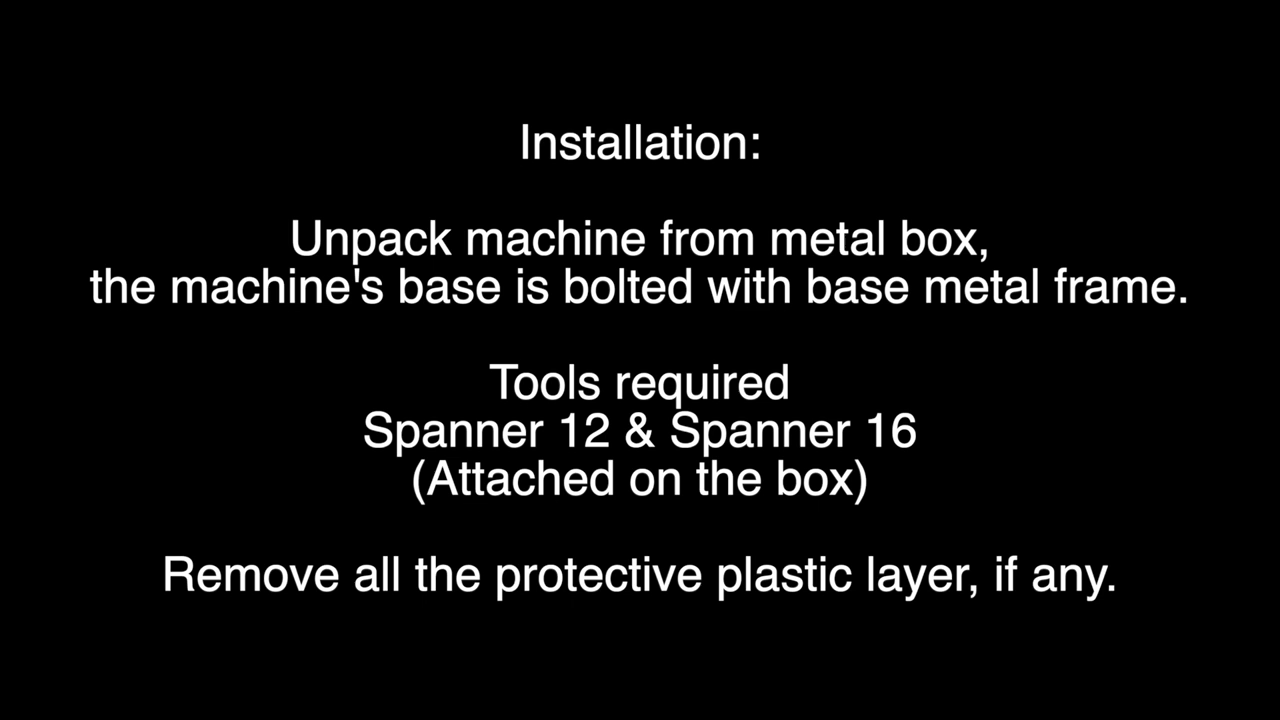 Installation:
Unpack machine from metal box,
the machine's base is bolted with base metal frame.
Tools required
Spanner 12 & Spanner 16
(Attached on the box)
Remove all the protective plastic layer, if any.